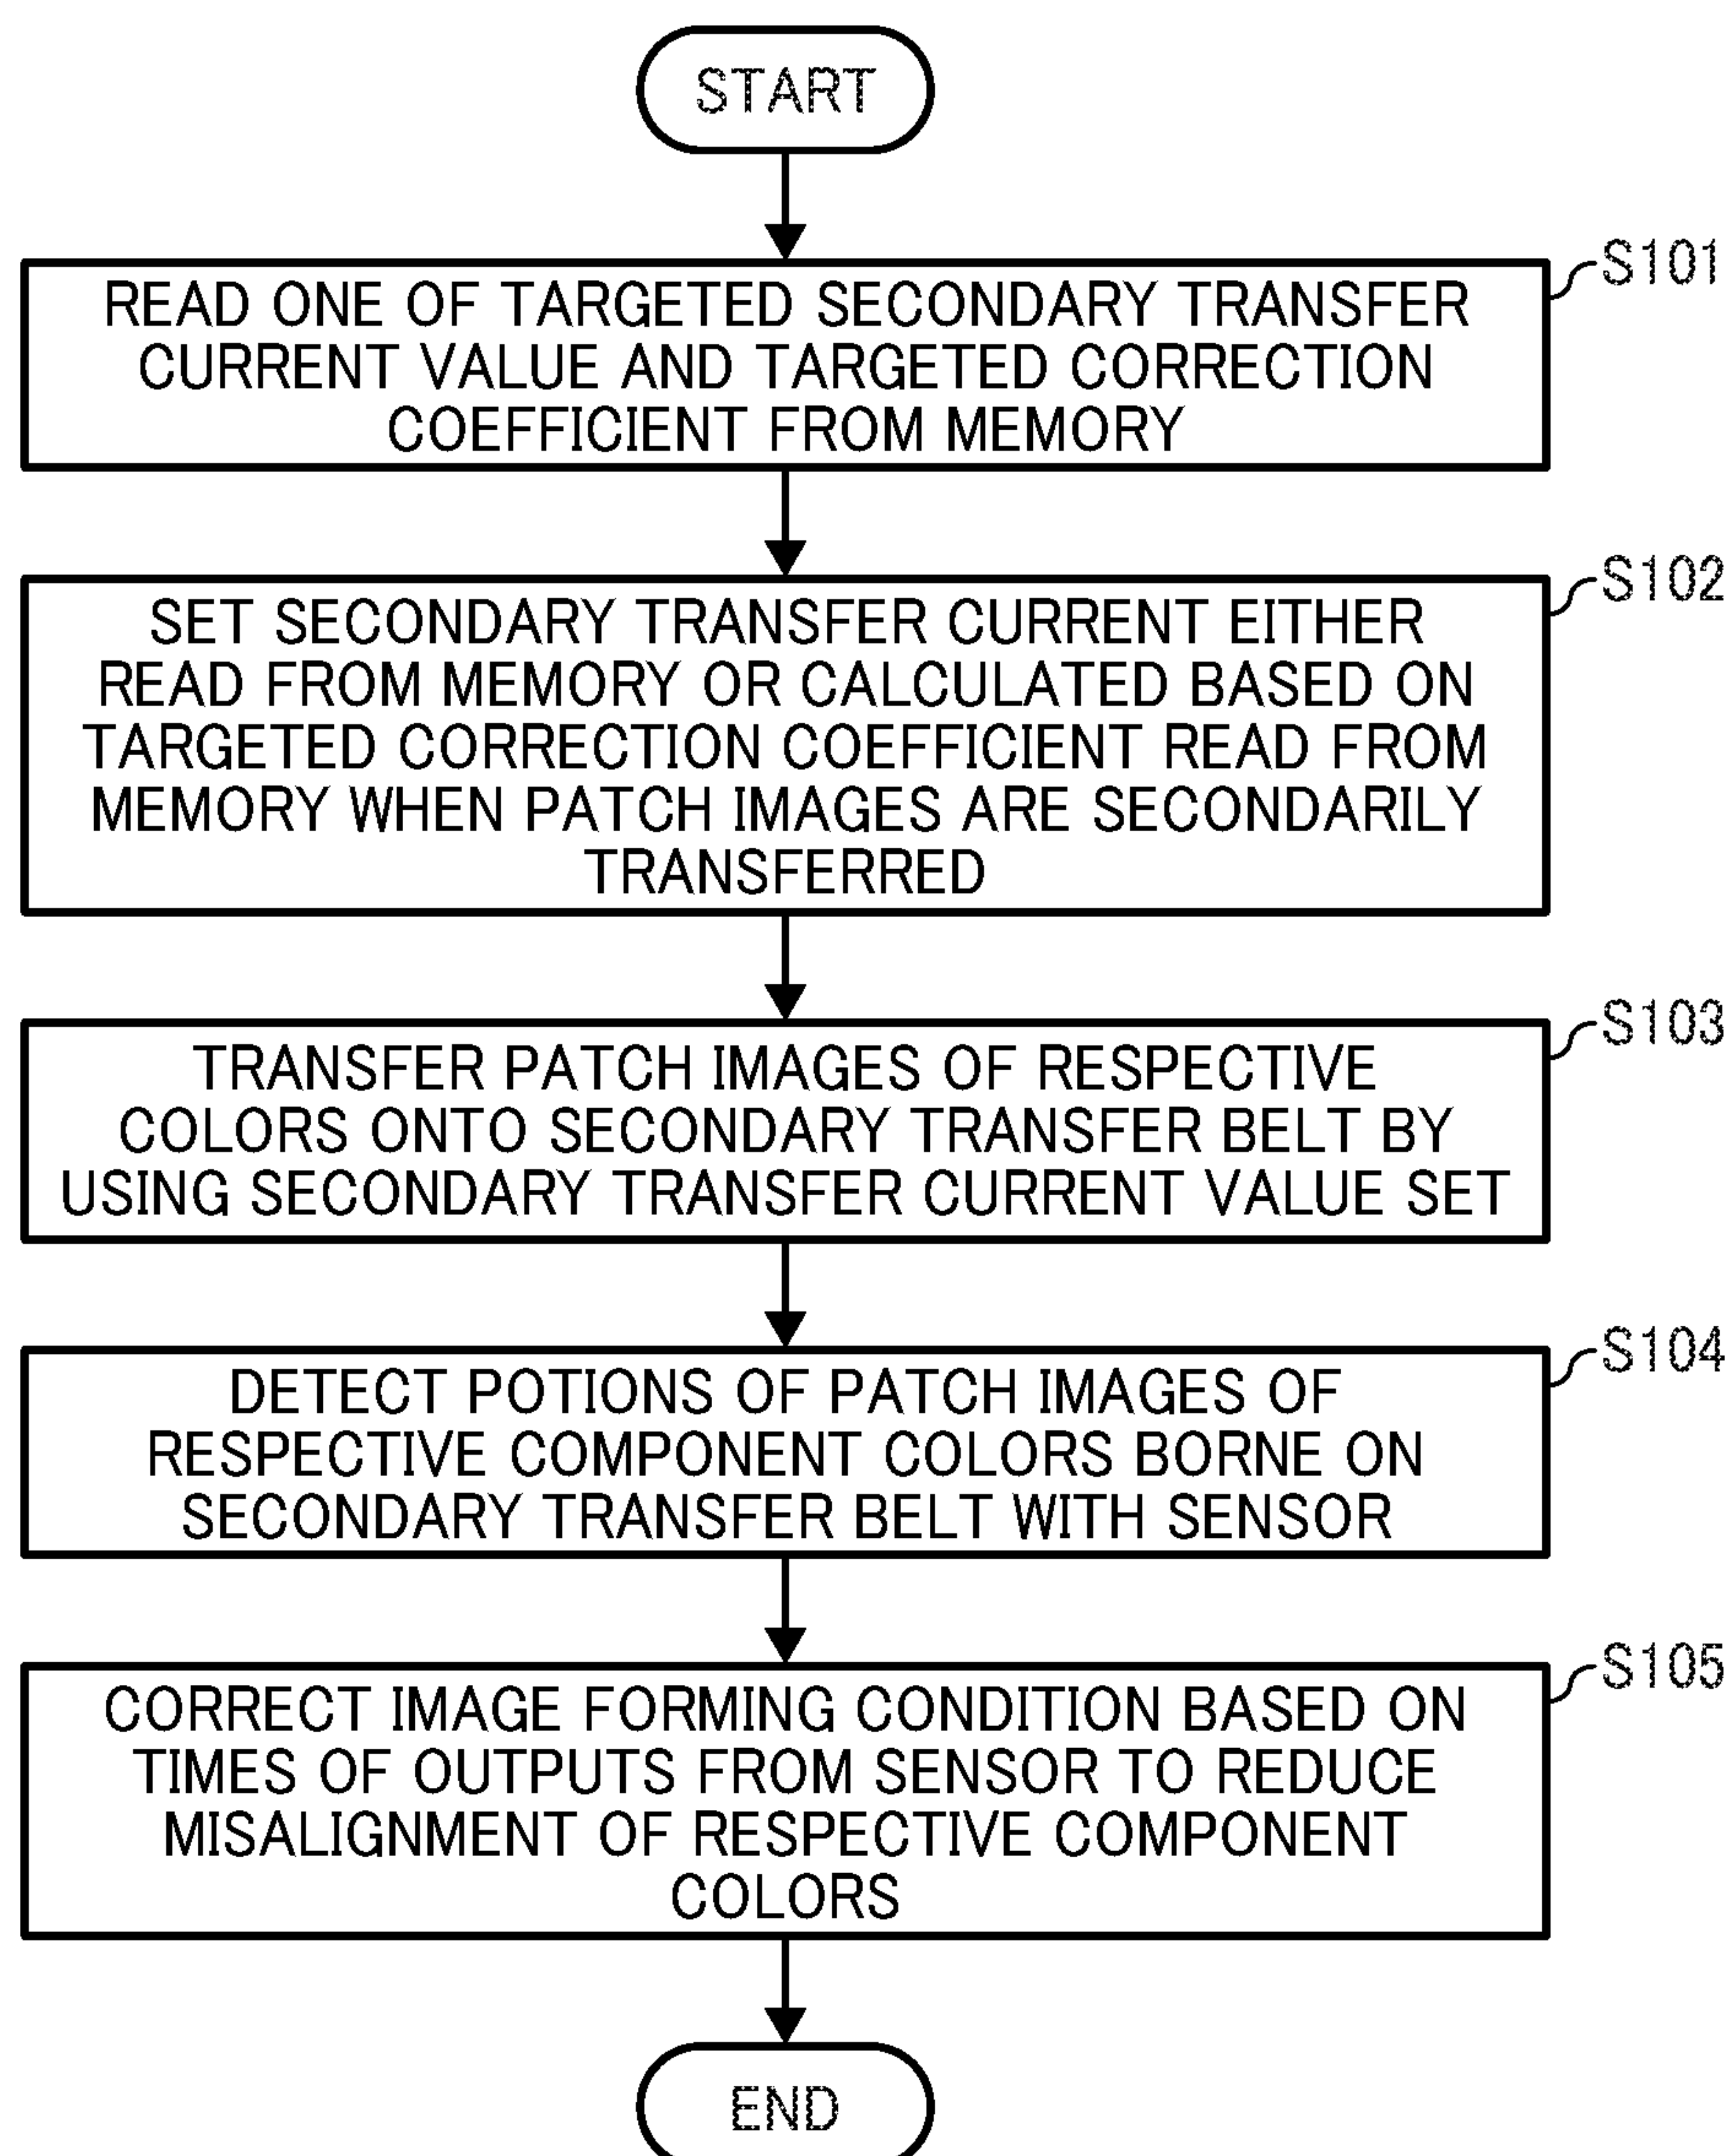 START
S101
READ ONE OF TARGETED SECONDARY TRANSFER
CURRENT VALUE AND TARGETED CORRECTION
COEFFICIENT FROM MEMORY
S102
SET SECONDARY TRANSFER CURRENT EITHER
READ FROM MEMORY OR CALCULATED BASED ON
TARGETED CORRECTION COEFFICIENT READ FROM
MEMORY WHEN PATCH IMAGES ARE SECONDARILY
TRANSFERRED
S103
TRANSFER PATCH IMAGES OF RESPECTIVE
COLORS ONTO SECONDARY TRANSFER BELT BY
USING SECONDARY TRANSFER CURRENT VALUE SET
S104
DETECT POTIONS OF PATCH IMAGES OF
RESPECTIVE COMPONENT COLORS BORNE ON
SECONDARY TRANSFER BELT WITH SENSOR
S105
CORRECT IMAGE FORMING CONDITION BASED ON
TIMES OF OUTPUTS FROM SENSOR TO REDUCE
MISALIGNMENT OF RESPECTIVE COMPONENT
COLORS
END